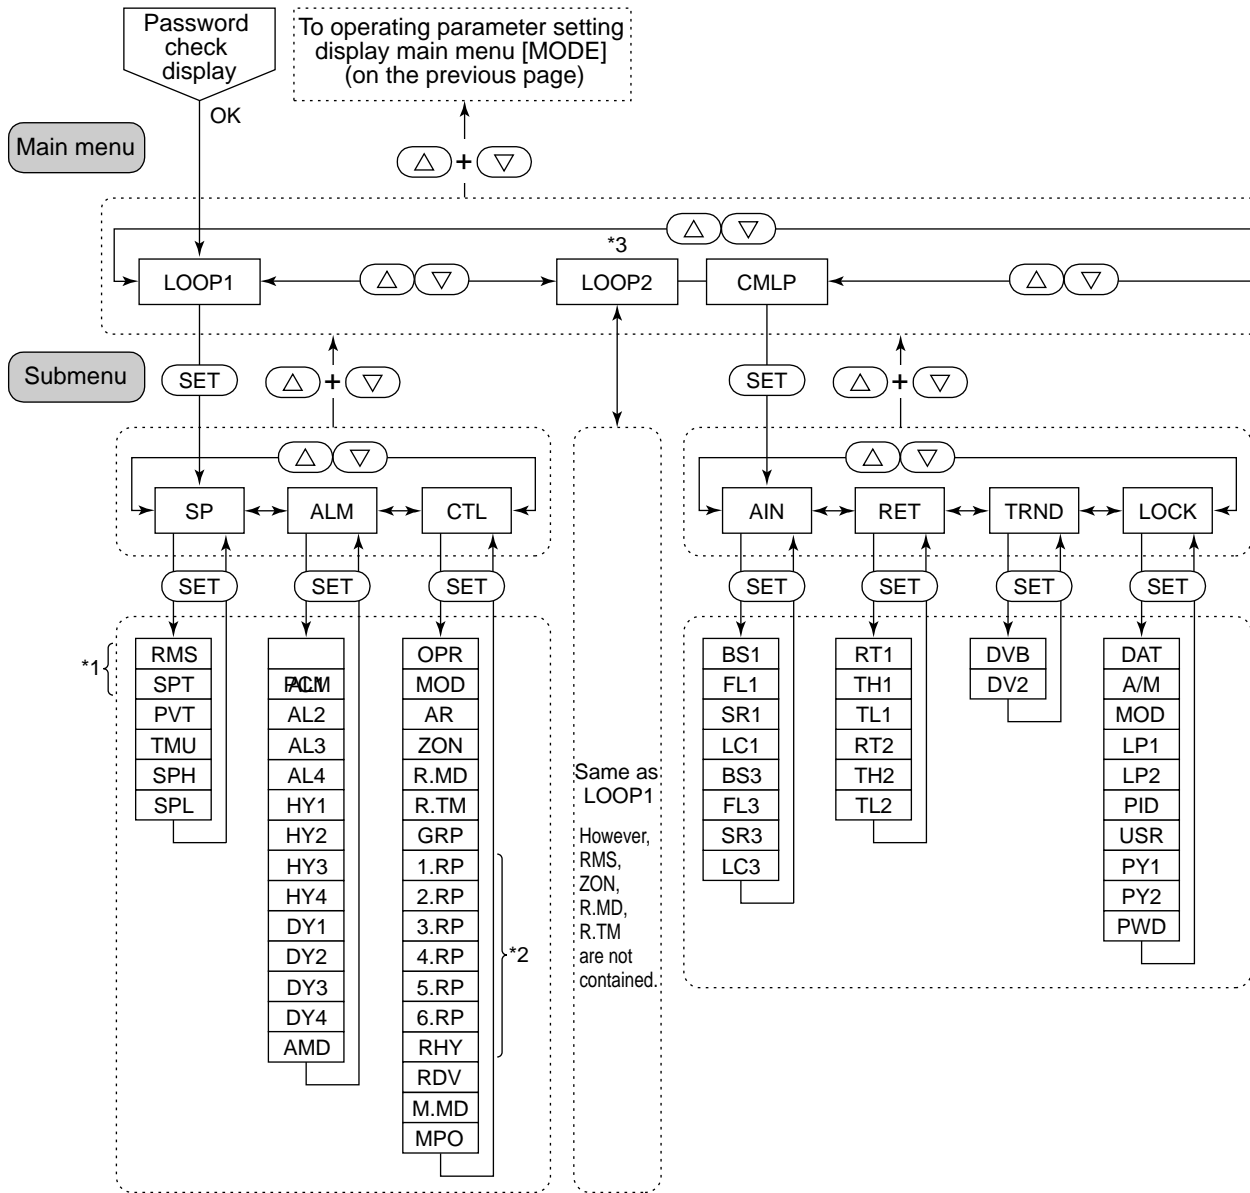 Password
check
display
To operating parameter setting
display main menu [MODE]
(on the previous page)
OK
Main menu
△ + ▽
△ ▽
*3
LOOP1
△ ▽
LOOP2
CMLP
△ ▽
Submenu
SET
△ + ▽
SET
△ + ▽
△ ▽
SP
ALM
CTL
△ ▽
AIN
RET
TRND
LOCK
SET
SET
SET
SET
SET
SET
SET
*1
RMS
SPT
PVT
TMU
SPH
SPL
AL2
AL3
AL4
HY1
HY2
HY3
HY4
DY1
DY2
DY3
DY4
AMD
OPR
MOD
AR
ZON
R.MD
R.TM
GRP
1.RP
2.RP
3.RP
4.RP
5.RP
6.RP
RHY
RDV
M.MD
MPO
*2
Same as
LOOP1
However,
RMS,
ZON,
R.MD,
R.TM
are not
contained.
BS1
FL1
SR1
LC1
BS3
FL3
SR3
LC3
RT1
TH1
TL1
RT2
TH2
TL2
DVB
DV2
DAT
A/M
MOD
LP1
LP2
PID
USR
PY1
PY2
PWD